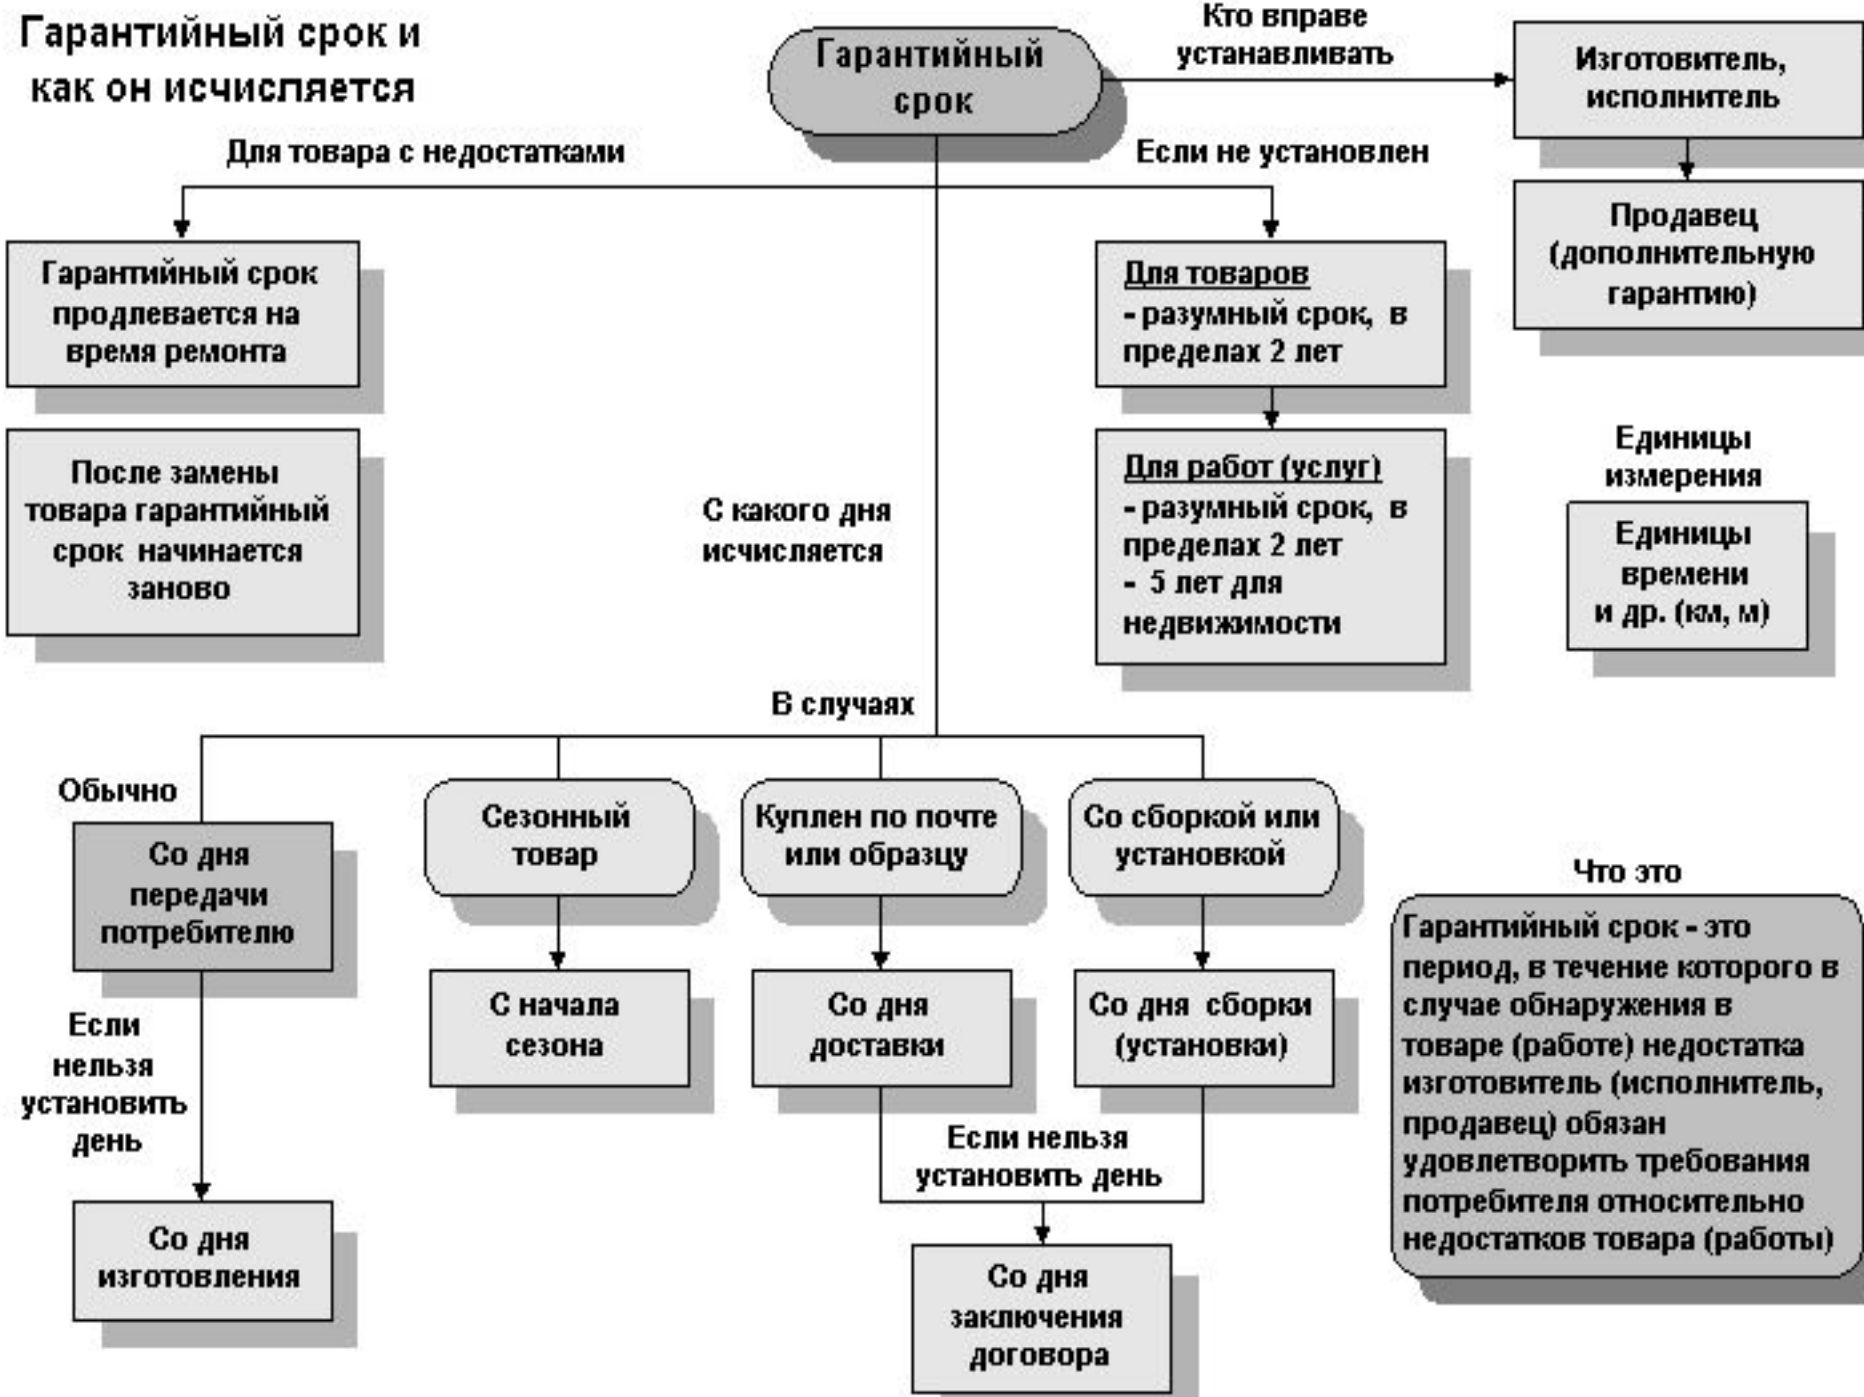 Гарантийный срок и
как он исчисляется
Гарантийный
срок
Кто вправе
устанавливать
Изготовитель,
исполнитель
Продавец
(дополнительную
гарантию)
Для товара с недостатками
Гарантийный срок
продлевается на
время ремонта
После замены
товара гарантийный
срок начинается
заново
Если не установлен
Для товаров
- разумный срок, в
пределах 2 лет
Для работ (услуг)
- разумный срок, в
пределах 2 лет
- 5 лет для
недвижимости
Единицы
измерения
Единицы
времени
и др. (км, м)
С какого дня
исчисляется
В случаях
Обычно
Со дня
передачи
потребителю
Если
нельзя
установить
день
Со дня
изготовления
Сезонный
товар
С начала
сезона
Куплен по почте
или образцу
Со дня
доставки
Со сборкой или
установкой
Со дня сборки
(установки)
Если нельзя
установить день
Со дня
заключения
договора
Что это
Гарантийный срок - это
период, в течение которого в
случае обнаружения в
товаре (работе) недостатка
изготовитель (исполнитель,
продавец) обязан
удовлетворить требования
потребителя относительно
недостатков товара (работы)